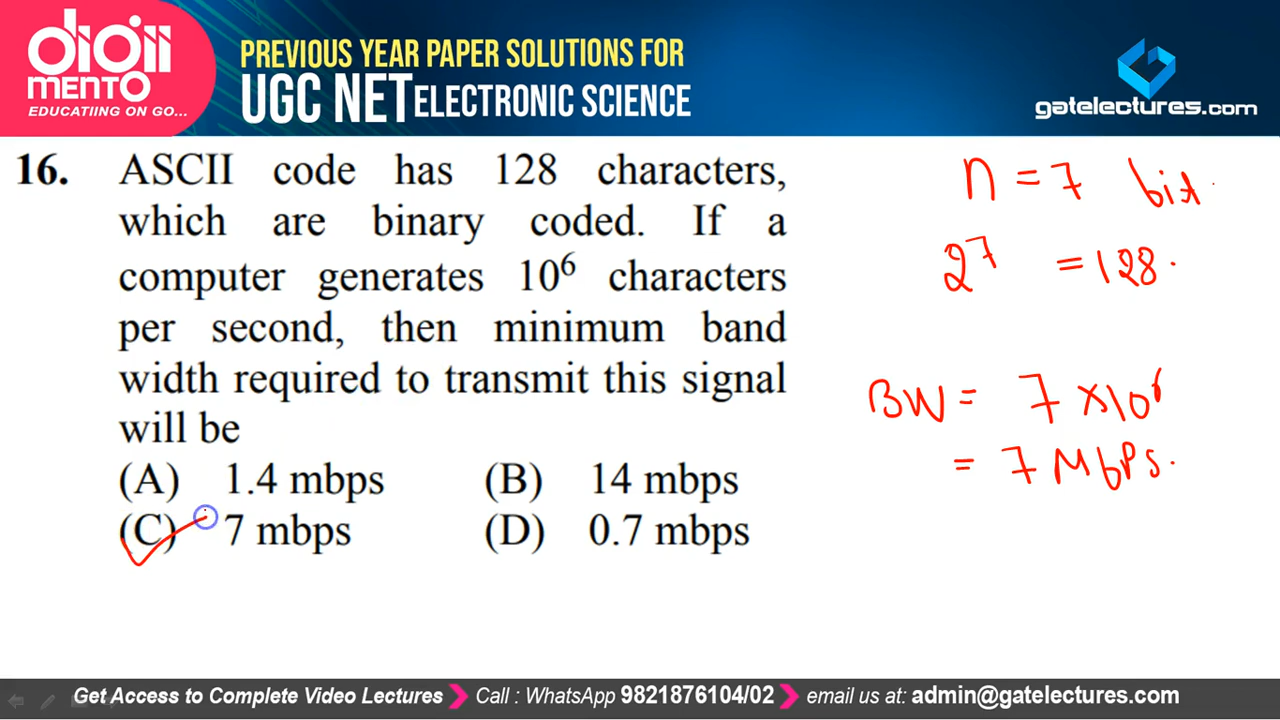 dıǵıı
MENTO
EDUCATIING ON GO...
PREVIOUS YEAR PAPER SOLUTIONS FOR
UGC NET ELECTRONIC SCIENCE
gatelectures.com
16. ASCII code has 128 characters,
which are binary coded. If a
computer generates 10⁶ characters
per second, then minimum band
width required to transmit this signal
will be
(A) 1.4 mbps (B) 14 mbps
(C) 7 mbps (D) 0.7 mbps
n = 7 bit.
2⁷ = 128.
BW = 7 ×10⁶
= 7 MbPs.
Get Access to Complete Video Lectures Call : WhatsApp 9821876104/02 email us at: admin@gatelectures.com